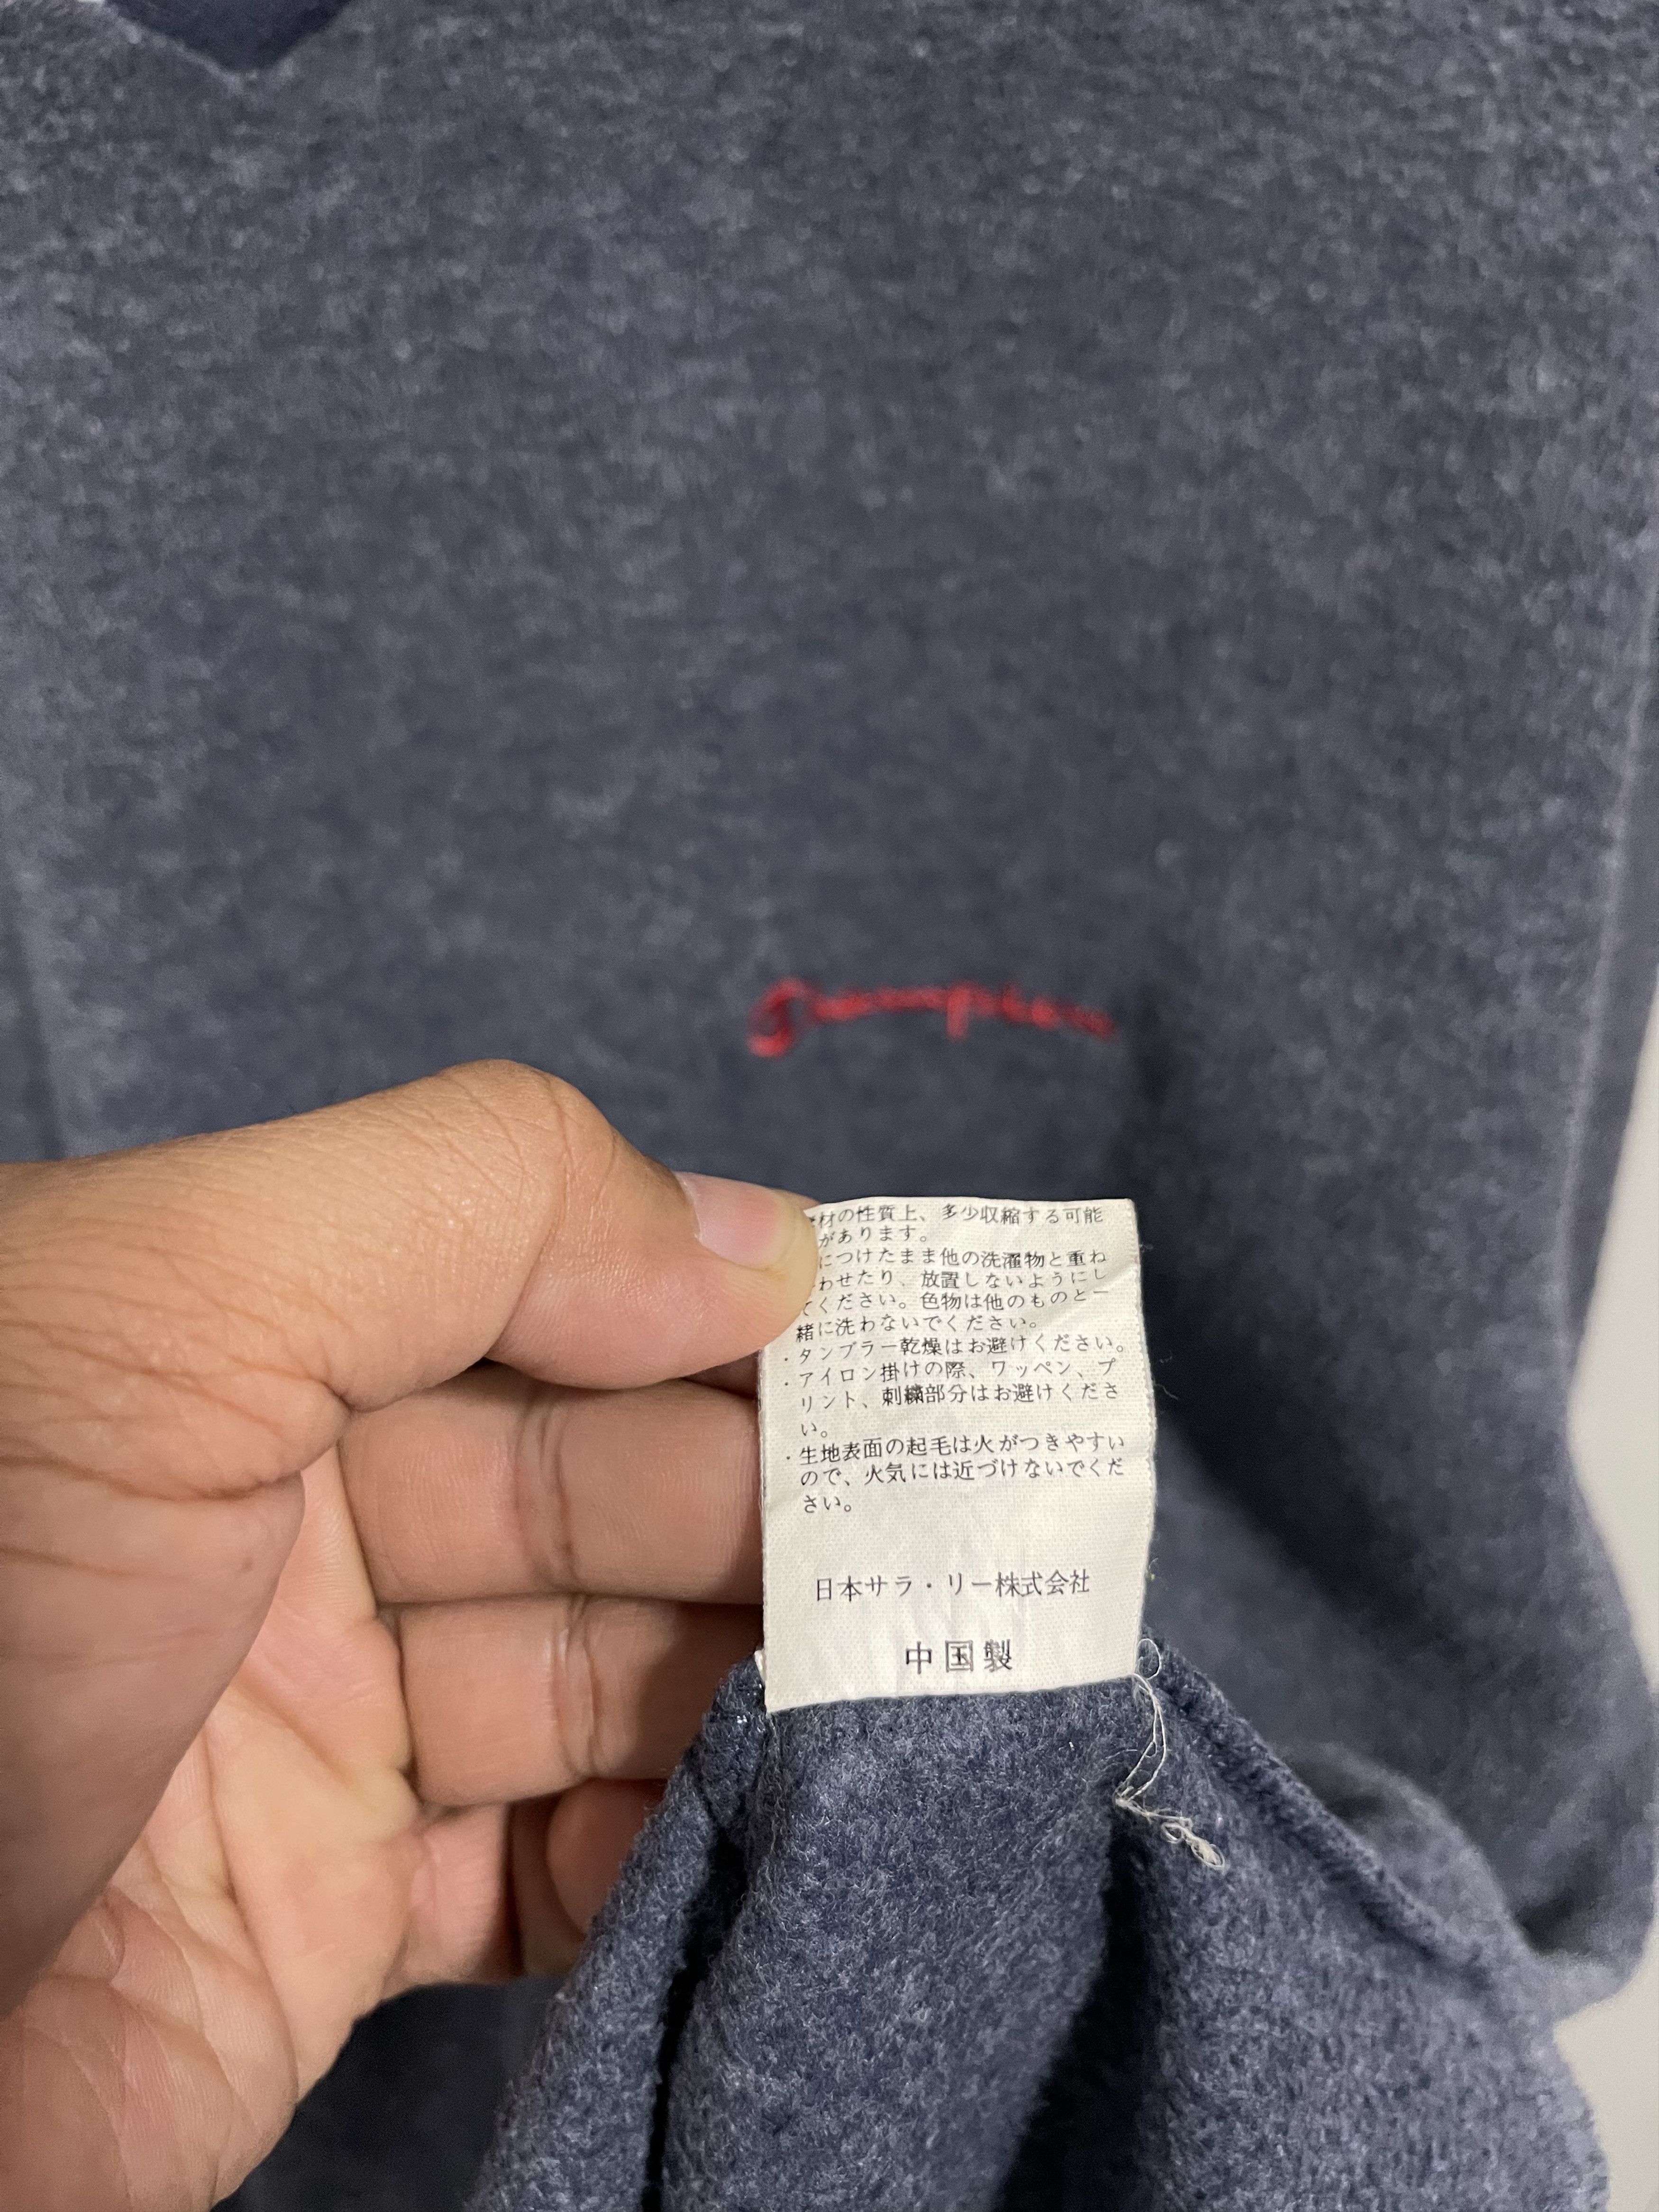 Champion
材の性質上、多少収縮する可能
があります。
につけたまま他の洗濯物と重ね
わせたり、放置しないようにし
てください。色物は他のものと一
緒に洗わないでください。
・タンブラー乾燥はお避けください。
・アイロン掛けの際、ワッペン、プ
リント、刺繍部分はお避けくださ
い。
・生地表面の起毛は火がつきやすい
ので、火気には近づけないでくだ
さい。
日本サラ・リー株式会社
中国製